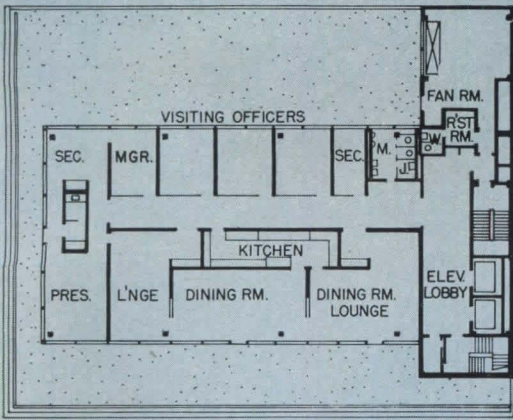 FAN RM.
R'ST
RM.
W.
VISITING OFFICERS
SEC.
MGR.
SEC.
M.
J.
KITCHEN
PRES.
L'NGE
DINING RM.
DINING RM.
LOUNGE
ELEV.
LOBBY